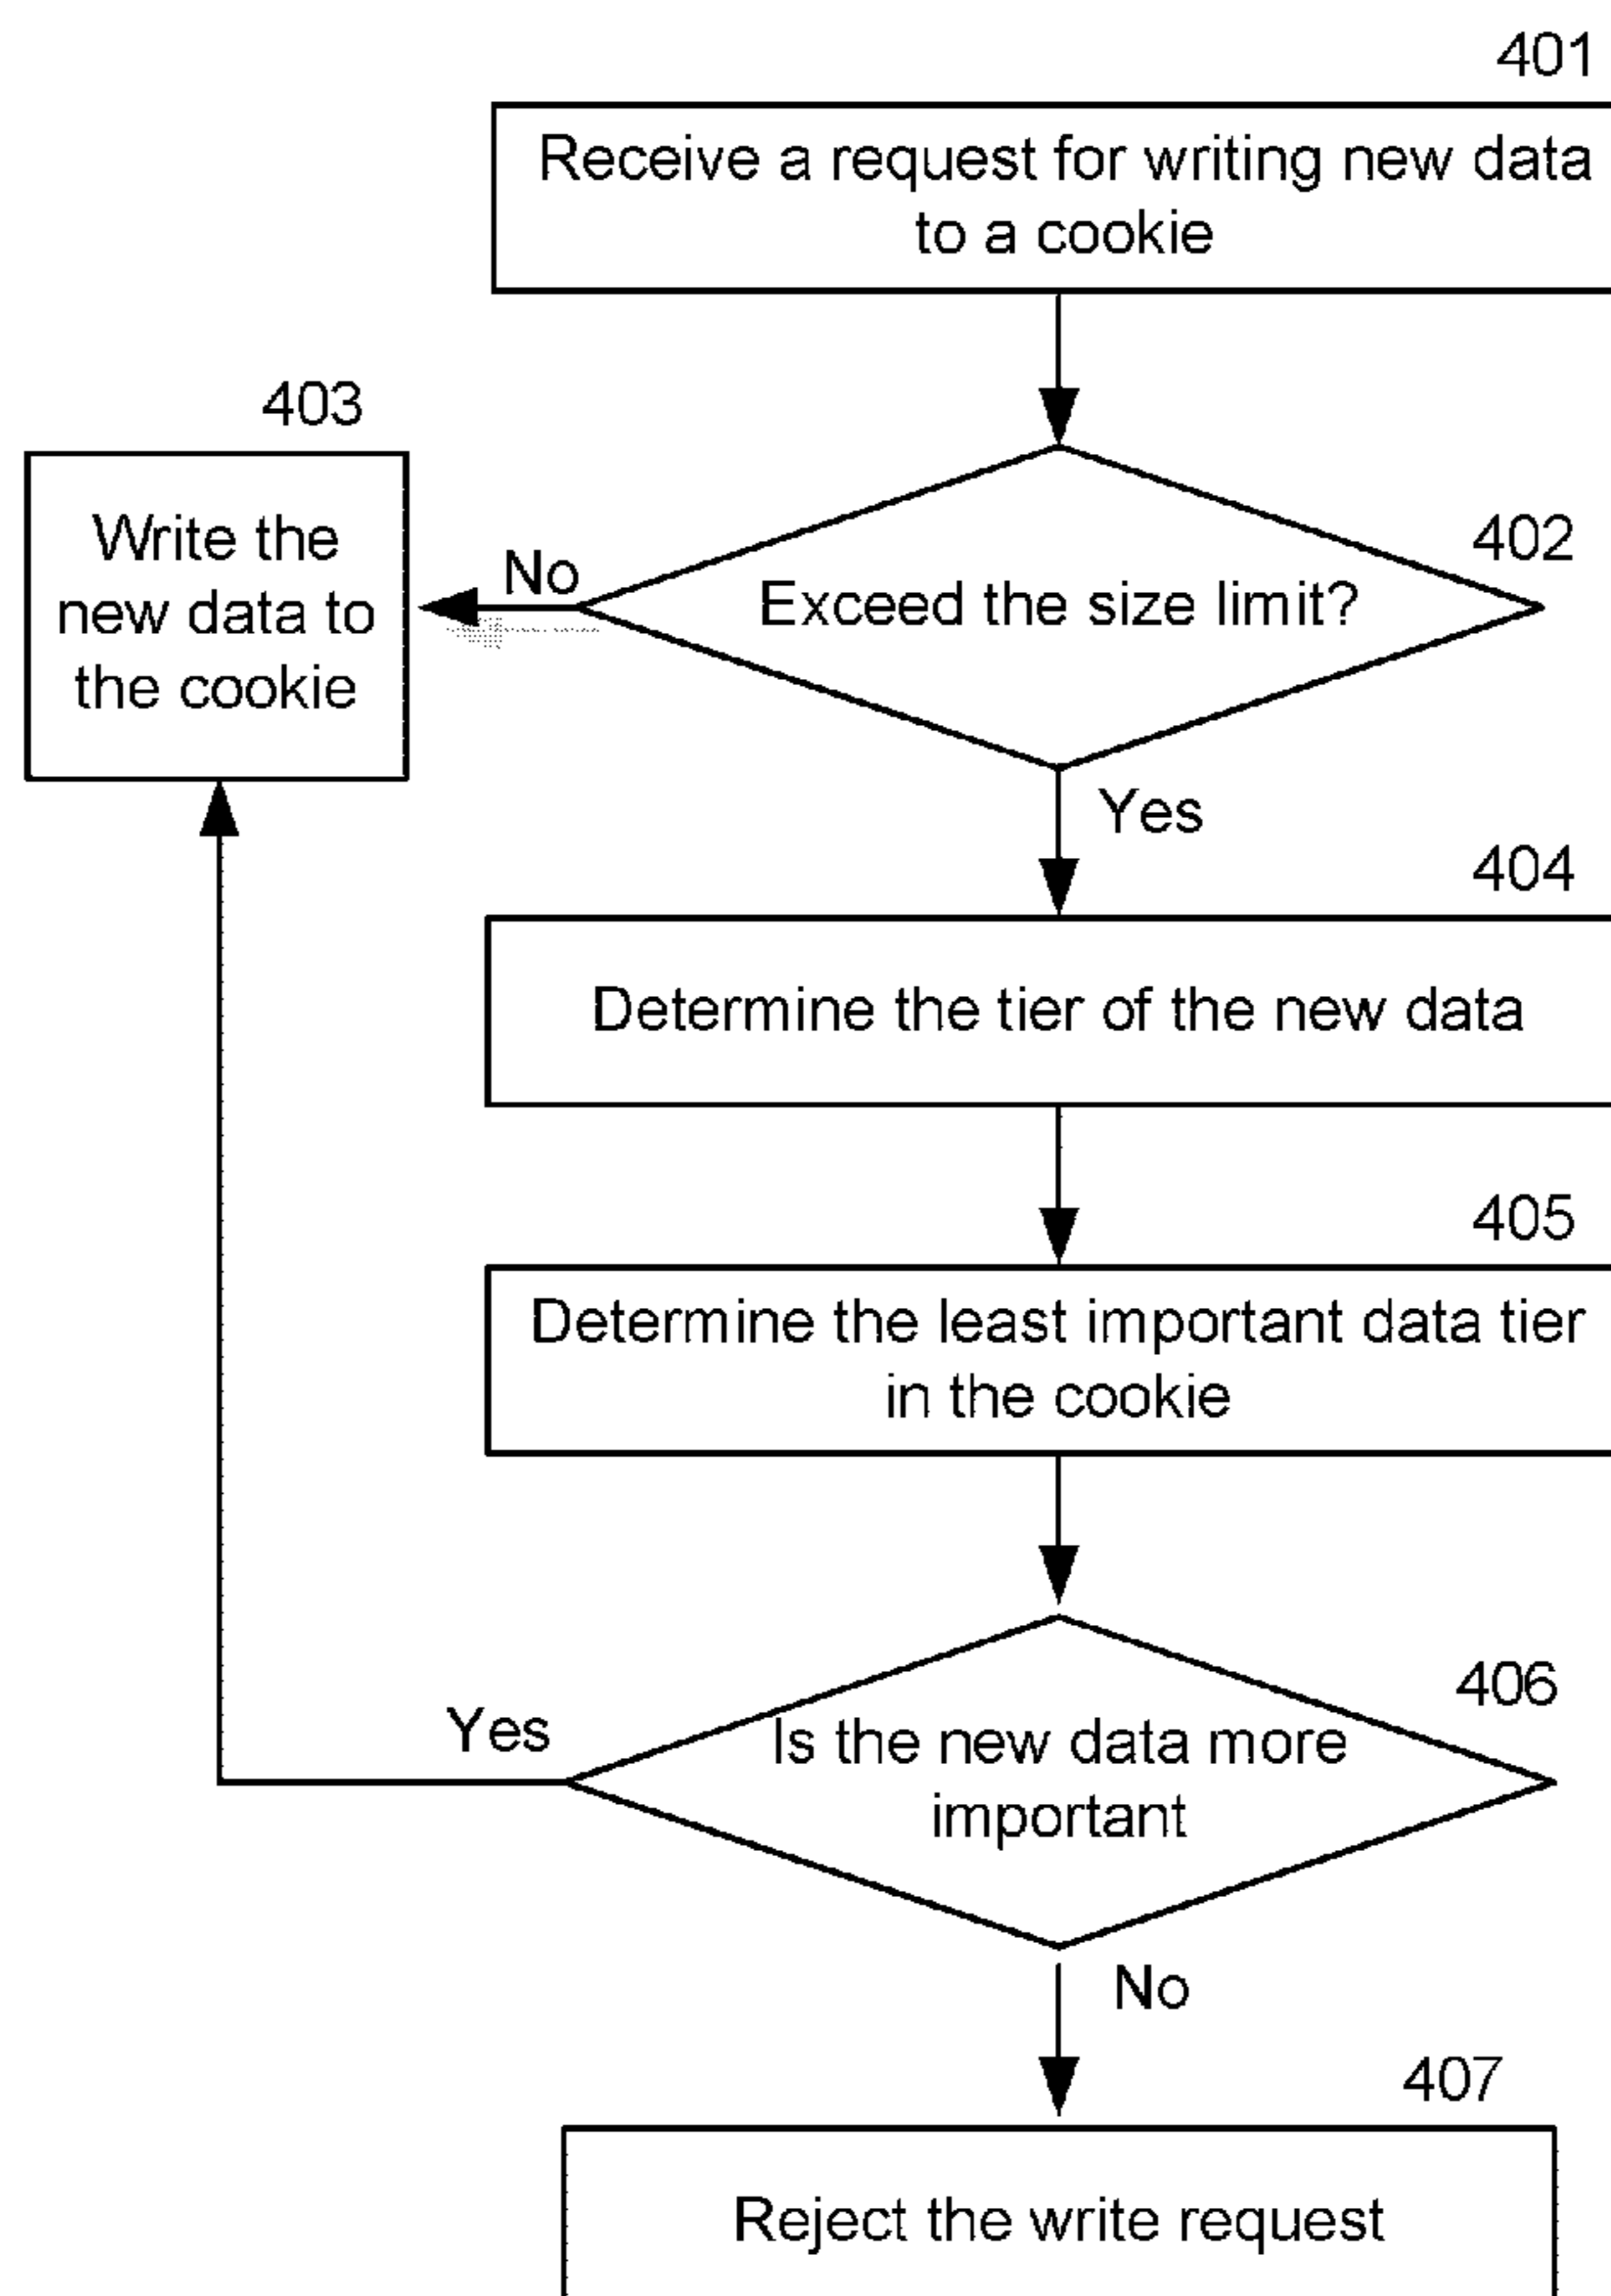 401
Receive a request for writing new data
to a cookie
403
Write the
new data to
the cookie
No
402
Exceed the size limit?
Yes
404
Determine the tier of the new data
405
Determine the least important data tier
in the cookie
406
Yes
Is the new data more
important
No
407
Reject the write request